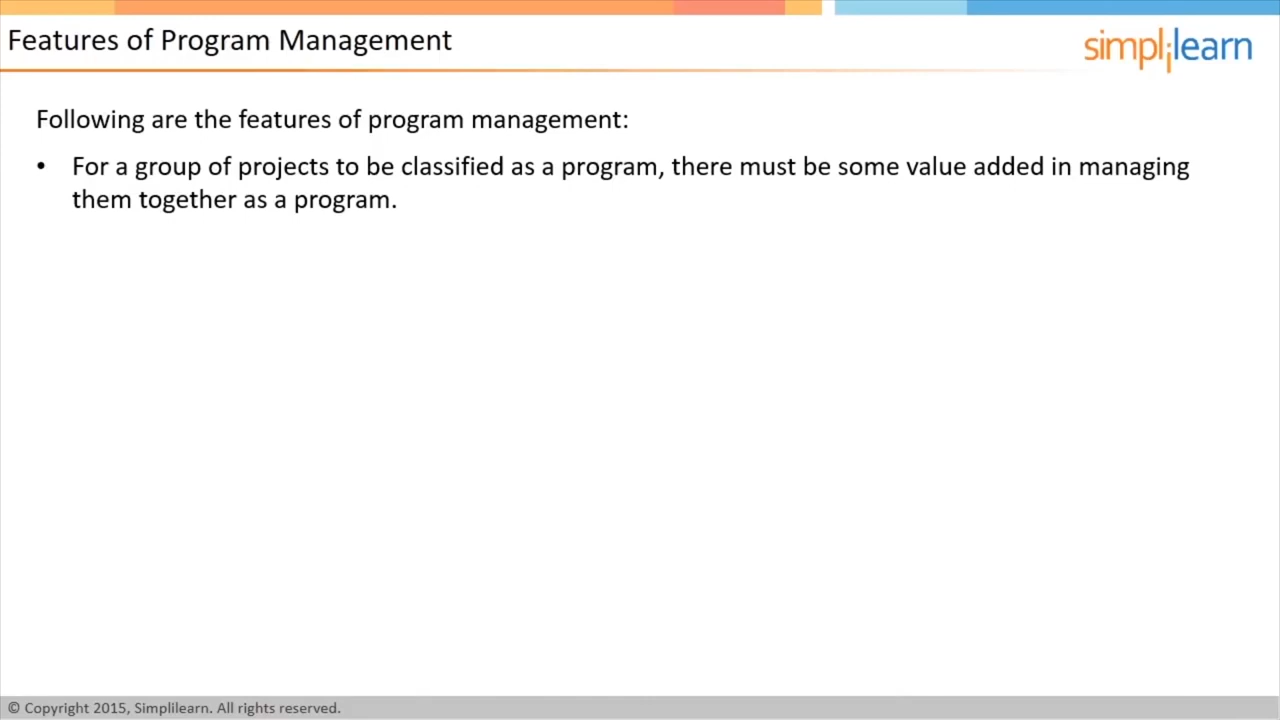 Features of Program Management
simplilearn
Following are the features of program management:
• For a group of projects to be classified as a program, there must be some value added in managing
them together as a program.
© Copyright 2015, Simplilearn. All rights reserved.